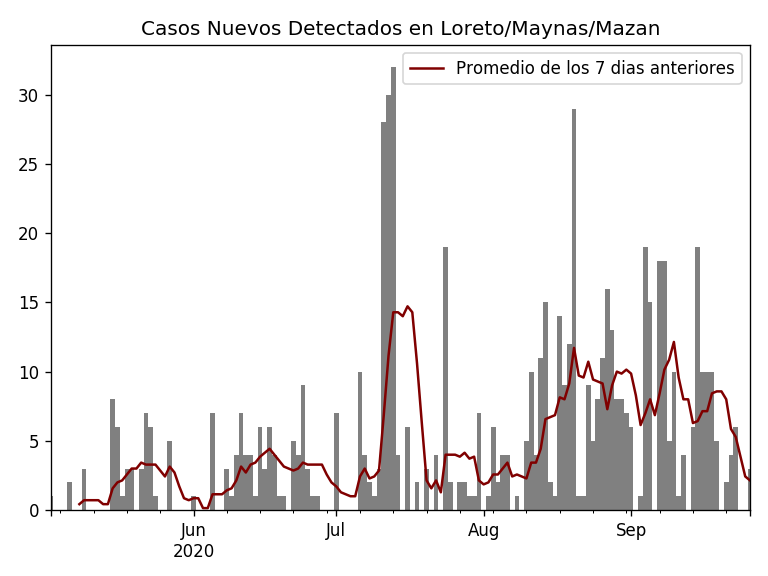 Casos Nuevos Detectados en Loreto/Maynas/Mazan
Promedio de los 7 dias anteriores
30
25
20
15
10
5
0
Jun
2020
Jul
Aug
Sep